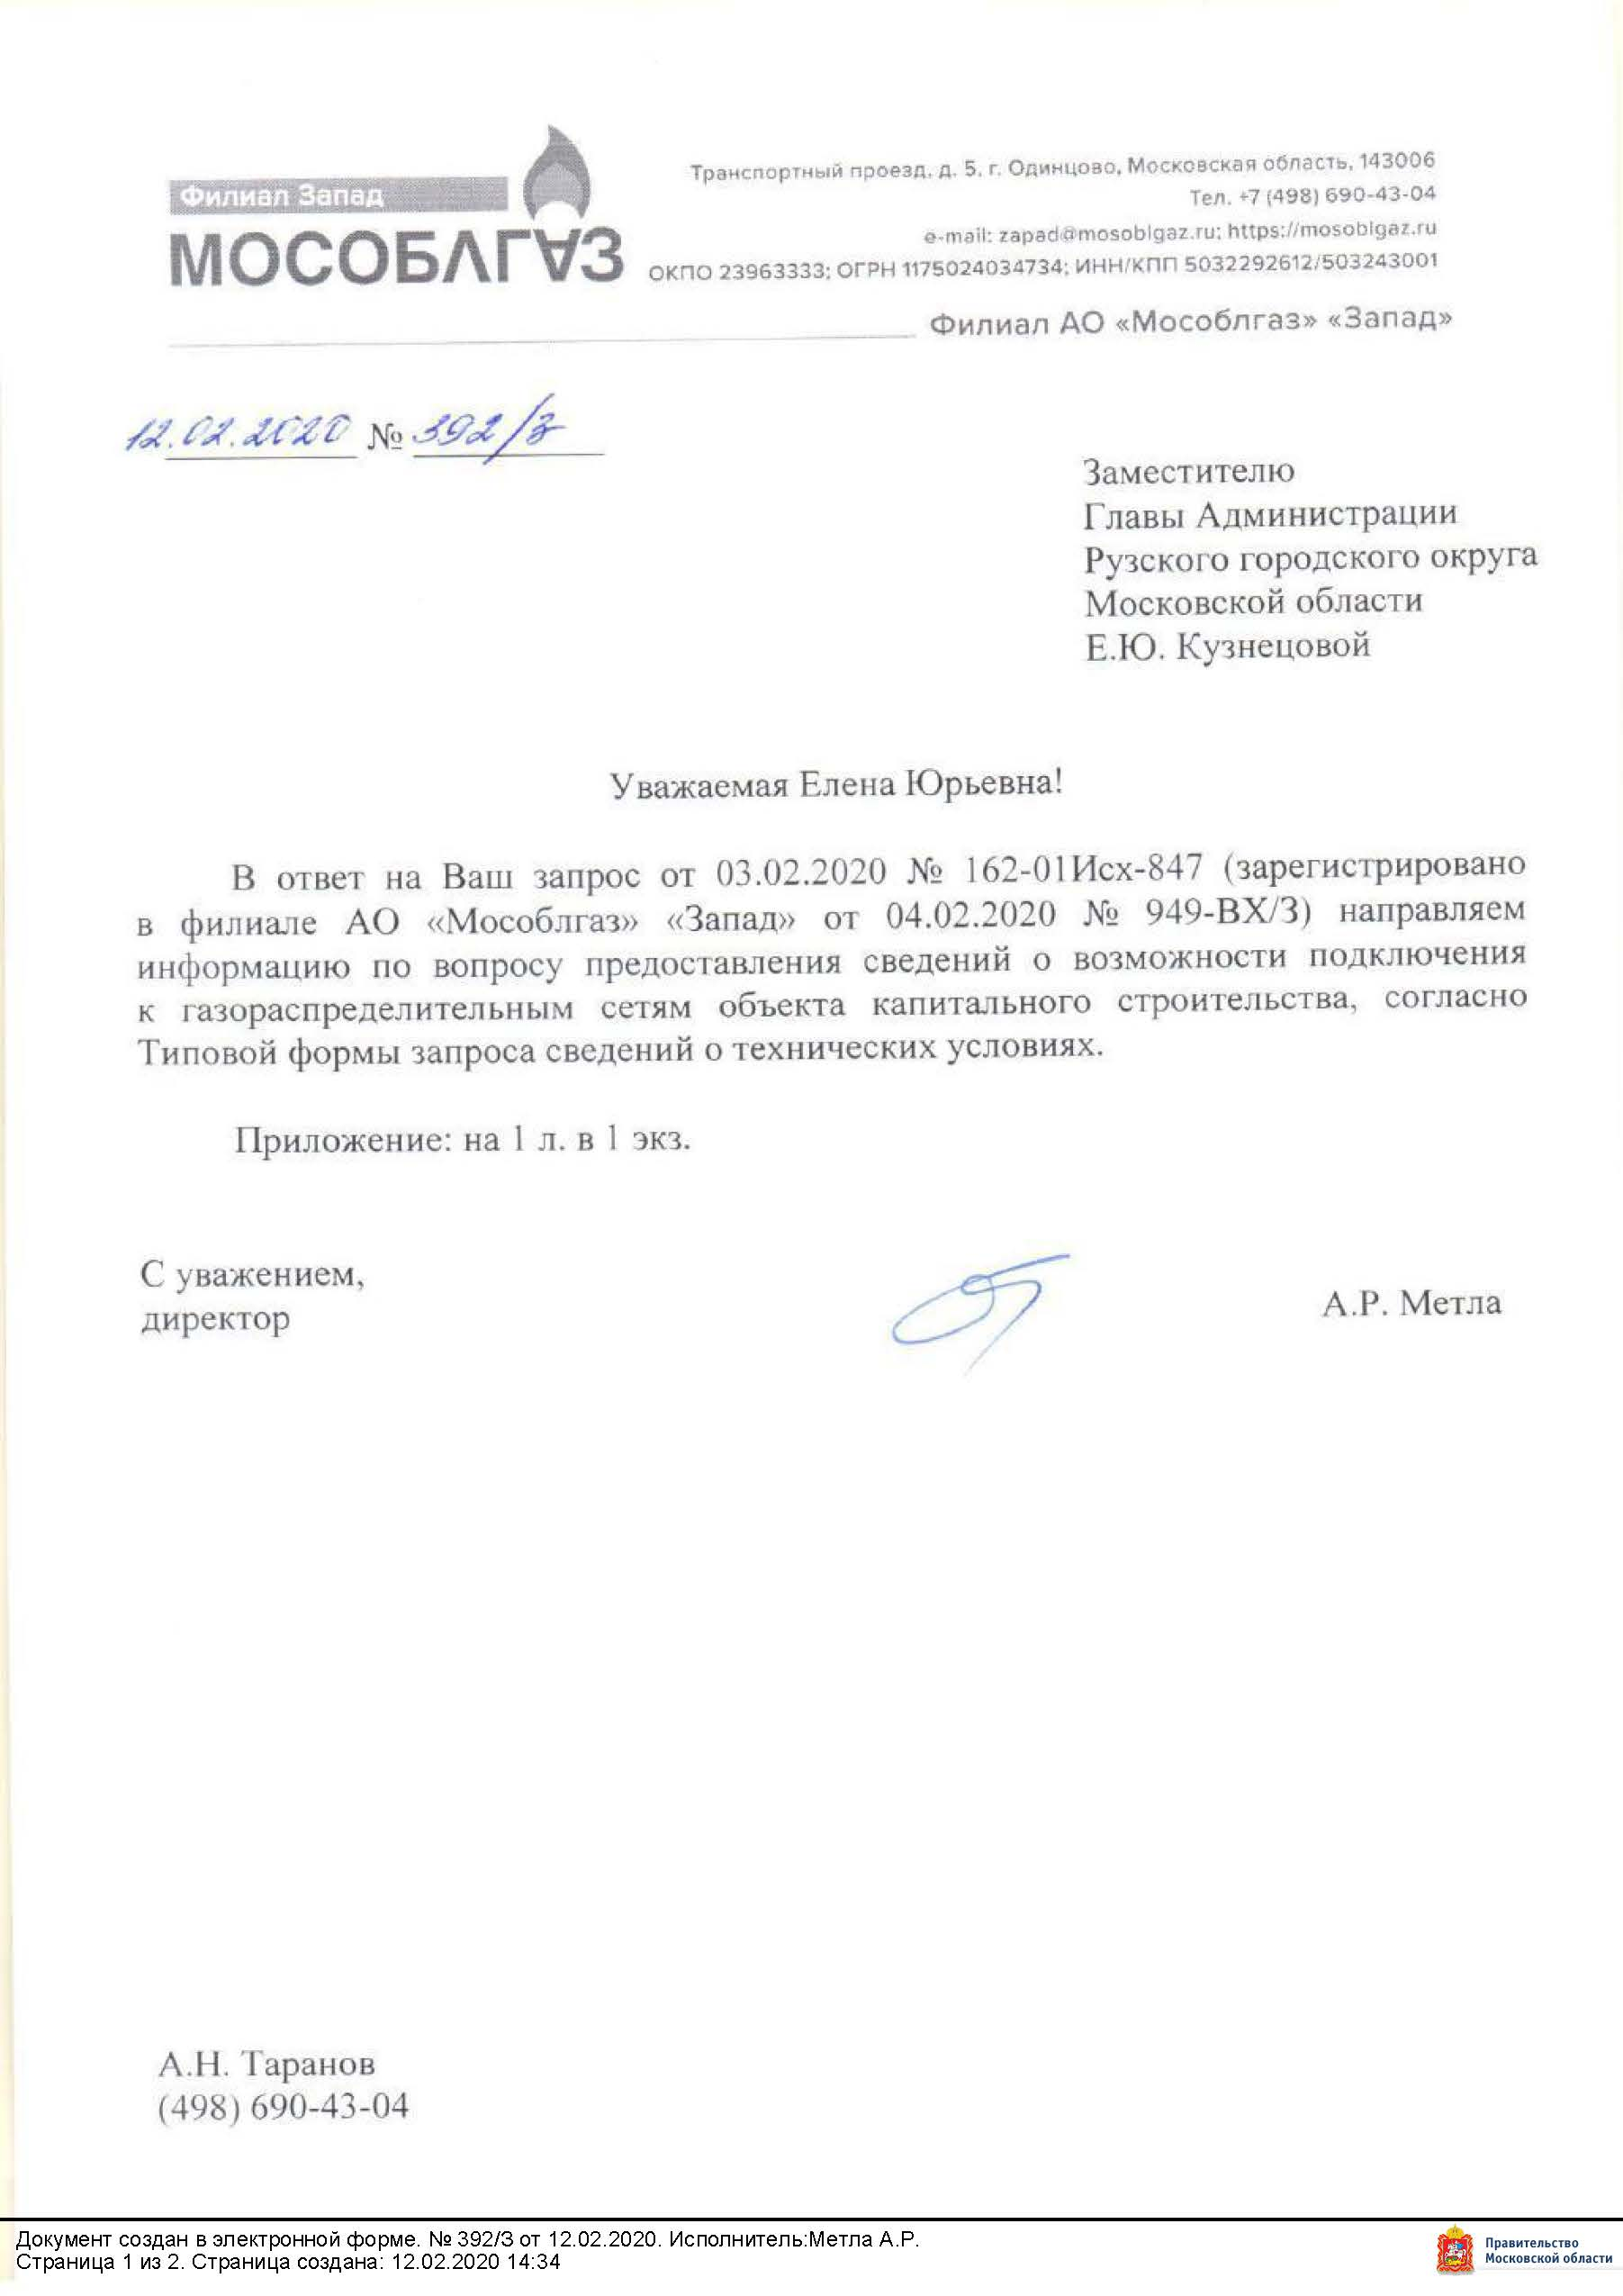 Филиал Запад
МОСОБЛГАЗ
Транспортный проезд, д. 5, г. Одинцово, Московская область, 143006
Тел. +7 (498) 690-43-04
e-mail: zapad@mosoblgaz.ru; https://mosoblgaz.ru
ОКПО 23963333; ОГРН 1175024034734; ИНН/КПП 5032292612/503243001
Филиал АО «Мособлгаз» «Запад»
12.02.2020 № 392/З
Заместителю
Главы Администрации
Рузского городского округа
Московской области
Е.Ю. Кузнецовой
Уважаемая Елена Юрьевна!
В ответ на Ваш запрос от 03.02.2020 № 162-01Исх-847 (зарегистрировано
в филиале АО «Мособлгаз» «Запад» от 04.02.2020 № 949-ВХ/З) направляем
информацию по вопросу предоставления сведений о возможности подключения
к газораспределительным сетям объекта капитального строительства, согласно
Типовой формы запроса сведений о технических условиях.
Приложение: на 1 л. в 1 экз.
С уважением,
директор
А.Р. Метла
А.Н. Таранов
(498) 690-43-04
Документ создан в электронной форме. № 392/З от 12.02.2020. Исполнитель:Метла А.Р.
Страница 1 из 2. Страница создана: 12.02.2020 14:34
Правительство
Московской области